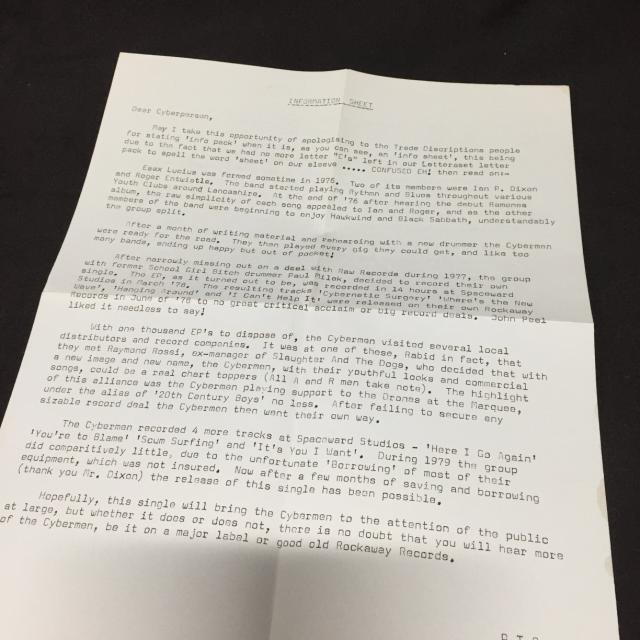 INFORMATION SHEET
Dear Cyberperson,
May I take this opportunity of apologising to the Trade Discriptions people
for stating 'info pack' when it is, as you can see, an 'info sheet', this being
due to the fact that we had no more letter "E's" left in our Letteraset letter
pack to spell the word 'sheet' on our sleeve ..... CONFUSED EH! then read on:-
Esax Lucius was formed sometime in 1976. Two of its members were Ian P. Dixon
and Roger Entwistle. The band started playing Rythmn and Blues throughout various
Youth Clubs around Lancashire. At the end of '76 after hearing the debut Ramones
album, the raw simplicity of each song appealed to Ian and Roger, and as the other
members of the band were beginning to enjoy Hawkwind and Black Sabbath, understandably
the group split.
After a month of writing material and rehearsing with a new drummer the Cybermen
were ready for the road. They then played every gig they could get, and like too
many bands, ending up happy but out of pocket!
After narrowly missing out on a deal with Raw Records during 1977, the group
with former School Girl Bitch drummer Paul Bilek, decided to record their own
single. The EP, as it turned out to be, was recorded in 14 hours at Spaceward
Studios in March '78. The resulting tracks 'Cybernetic Surgery' 'Where's the New
Wave', 'Hanging Around' and 'I Can't Help It' were released on their own Rockaway
Records in June of '78 to no great critical acclaim or big record deals. John Peel
liked it needless to say!
With one thousand EP's to dispose of, the Cyberman visited several local
distributors and record companies. It was at one of these, Rabid in fact, that
they met Raymond Rossi, ex-manager of Slaughter And The Dogs, who decided that with
a new image and new name, the Cybermen, with their youthful looks and commercial
songs, could be a real chart toppers (All A and R men take note). The highlight
of this alliance was the Cybermen playing support to the Drones at the Marquee,
under the alias of '20th Century Boys' no less. After failing to secure any
sizable record deal the Cybermen then went their own way.
The Cybermen recorded 4 more tracks at Spaceward Studios - 'Here I Go Again'
'You're to Blame' 'Scum Surfing' and 'It's You I Want'. During 1979 the group
did comparitively little, due to the unfortunate 'Borrowing' of most of their
equipment, which was not insured. Now after a few months of saving and borrowing
(thank you Mr. Dixon) the release of this single has been possible.
Hopefully, this single will bring the Cybermen to the attention of the public
at large, but whether it does or does not, there is no doubt that you will hear more
of the Cybermen, be it on a major label or good old Rockaway Records.